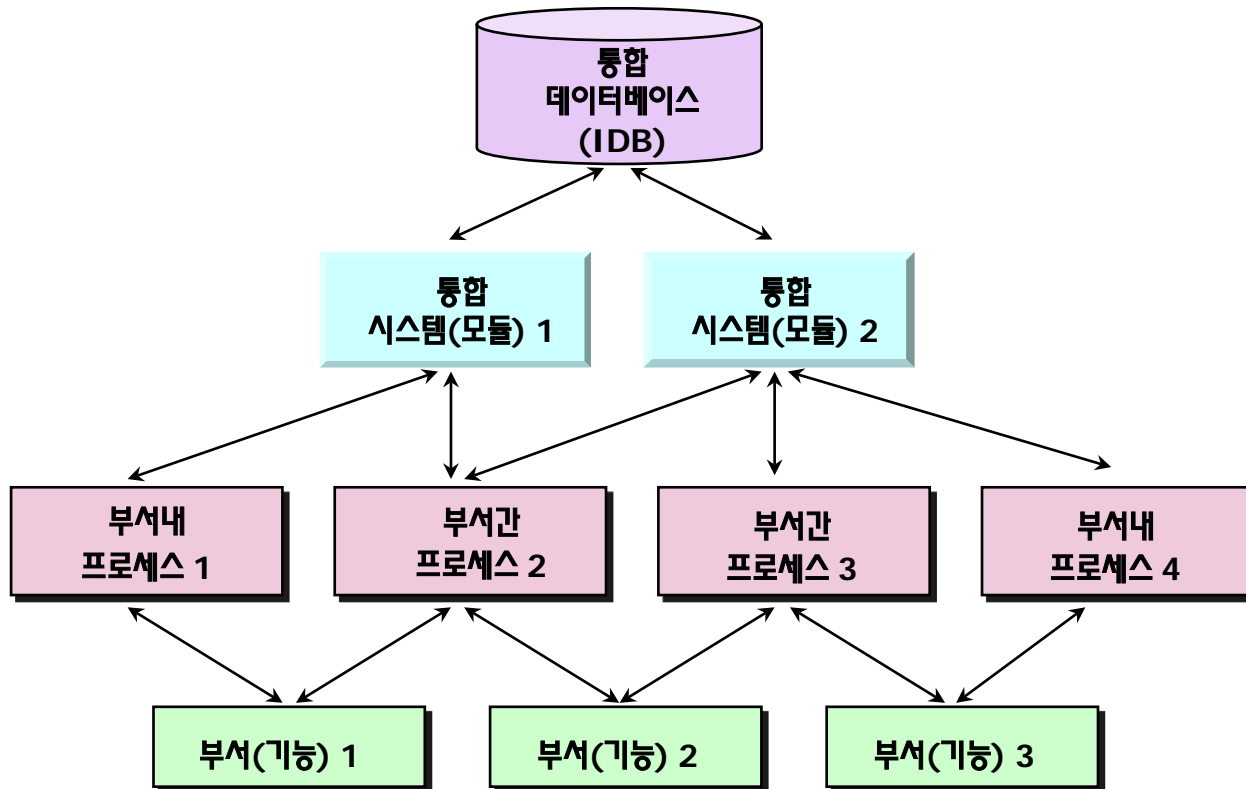 통합
데이터베이스
(IDB)
통합
시스템(모듈) 1
통합
시스템(모듈) 2
부서내
프로세스 1
부서간
프로세스 2
부서간
프로세스 3
부서내
프로세스 4
부서(기능) 1
부서(기능) 2
부서(기능) 3